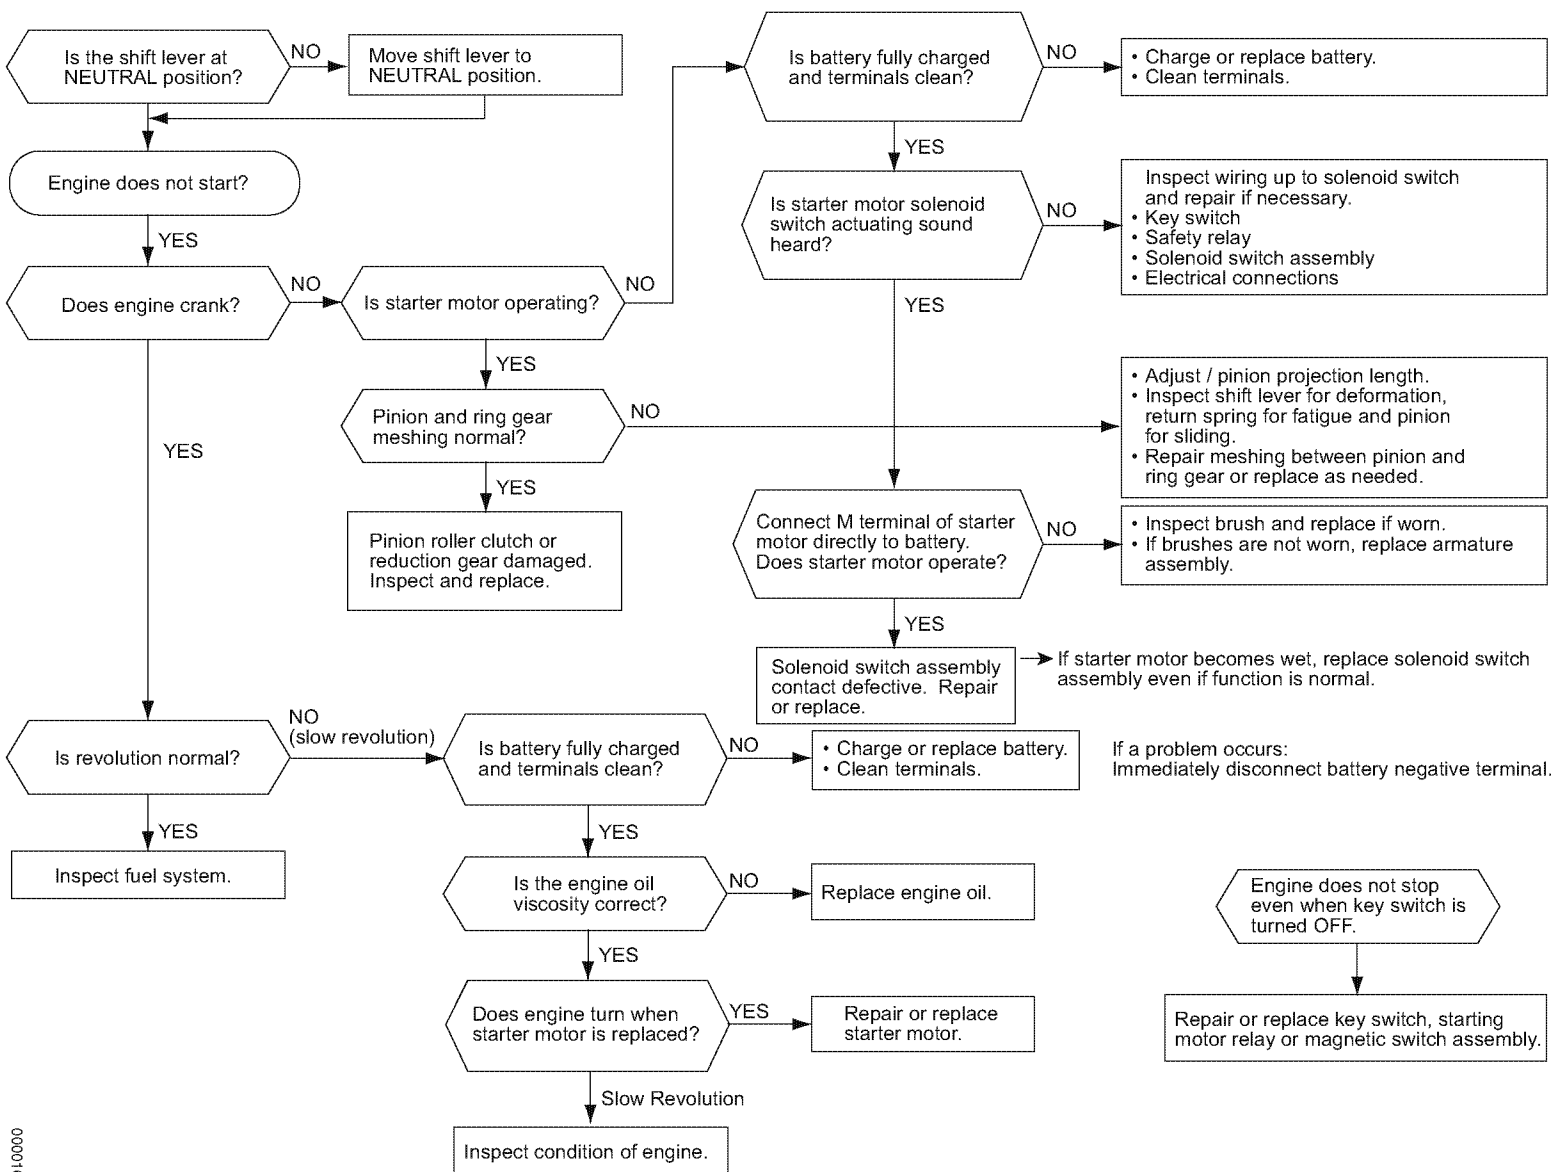 Is the shift lever at
NEUTRAL position?
NO
Move shift lever to
NEUTRAL position.
Engine does not start?
YES
Does engine crank?
NO
Is starter motor operating?
NO
YES
Pinion and ring gear
meshing normal?
NO
YES
Pinion roller clutch or
reduction gear damaged.
Inspect and replace.
Is battery fully charged
and terminals clean?
NO
• Charge or replace battery.
• Clean terminals.
YES
Is starter motor solenoid
switch actuating sound
heard?
NO
Inspect wiring up to solenoid switch
and repair if necessary.
• Key switch
• Safety relay
• Solenoid switch assembly
• Electrical connections
YES
• Adjust / pinion projection length.
• Inspect shift lever for deformation,
return spring for fatigue and pinion
for sliding.
• Repair meshing between pinion and
ring gear or replace as needed.
Connect M terminal of starter
motor directly to battery.
Does starter motor operate?
NO
• Inspect brush and replace if worn.
• If brushes are not worn, replace armature
assembly.
YES
Solenoid switch assembly
contact defective. Repair
or replace.
If starter motor becomes wet, replace solenoid switch
assembly even if function is normal.
YES
Is revolution normal?
NO
(slow revolution)
Is battery fully charged
and terminals clean?
NO
• Charge or replace battery.
• Clean terminals.
If a problem occurs:
Immediately disconnect battery negative terminal.
YES
Inspect fuel system.
YES
Is the engine oil
viscosity correct?
NO
Replace engine oil.
YES
Does engine turn when
starter motor is replaced?
YES
Repair or replace
starter motor.
Slow Revolution
Inspect condition of engine.
Engine does not stop
even when key switch is
turned OFF.
Repair or replace key switch, starting
motor relay or magnetic switch assembly.